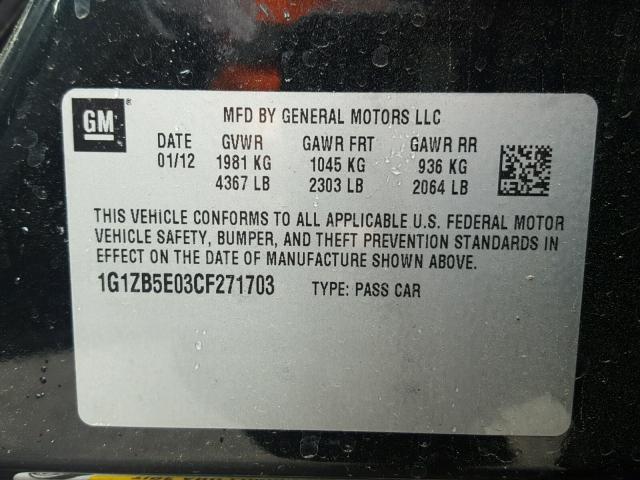 GM
MFD BY GENERAL MOTORS LLC
DATE GVWR GAWR FRT GAWR RR
01/12 1981 KG 1045 KG 936 KG
4367 LB 2303 LB 2064 LB
THIS VEHICLE CONFORMS TO ALL APPLICABLE U.S. FEDERAL MOTOR
VEHICLE SAFETY, BUMPER, AND THEFT PREVENTION STANDARDS IN
EFFECT ON THE DATE OF MANUFACTURE SHOWN ABOVE.
1G1ZB5E03CF271703 TYPE: PASS CAR